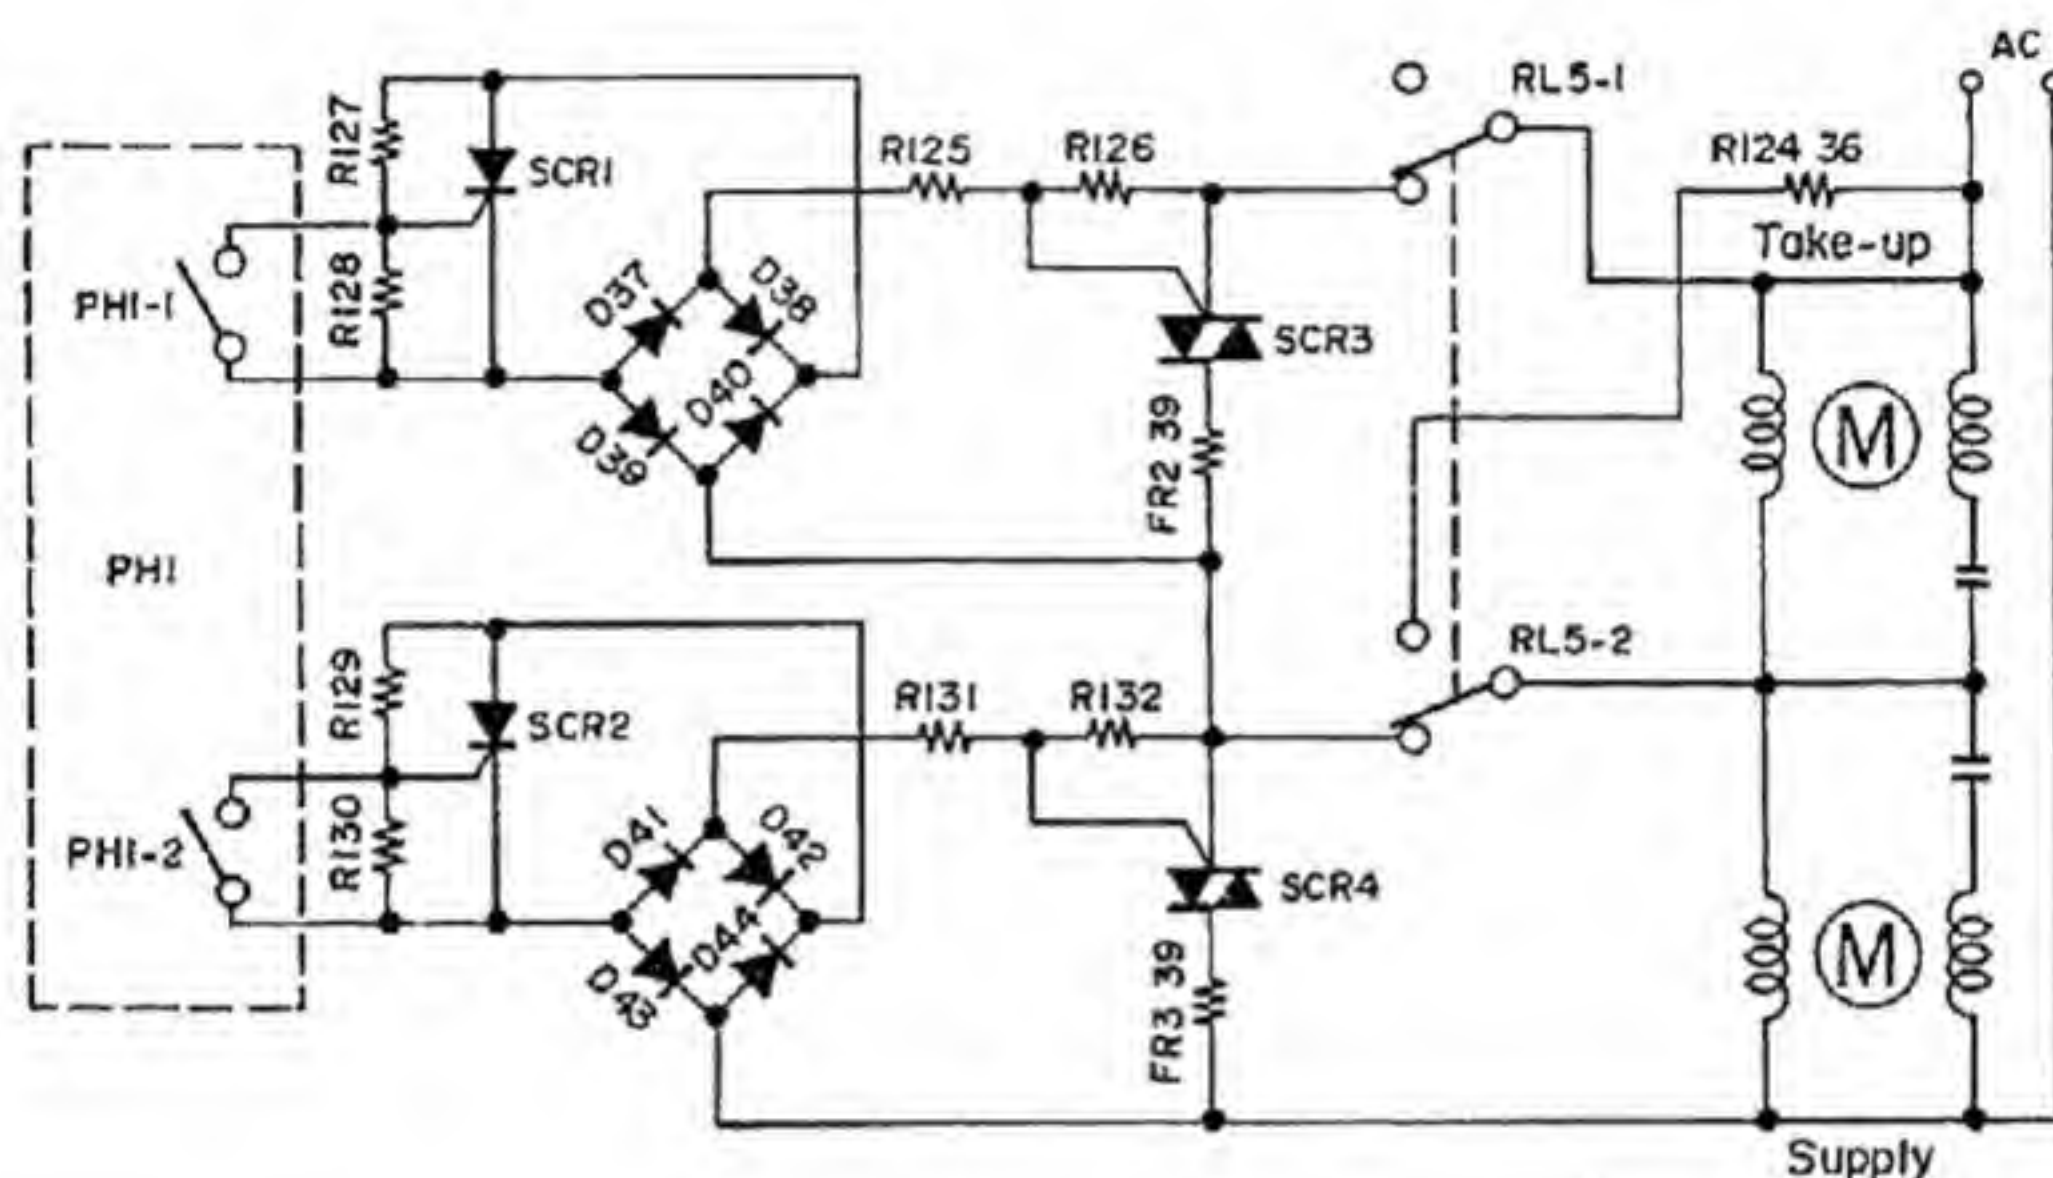 AC
RL5-1
R127
SCR1
R125
R126
R124 36
Take-up
PH1-1
R128
D37
D38
SCR3
D40
D39
FR2 39
M
PH1
R129
SCR2
R131
R132
RL5-2
PH1-2
R130
D41
D42
SCR4
D44
D43
FR3 39
M
Supply